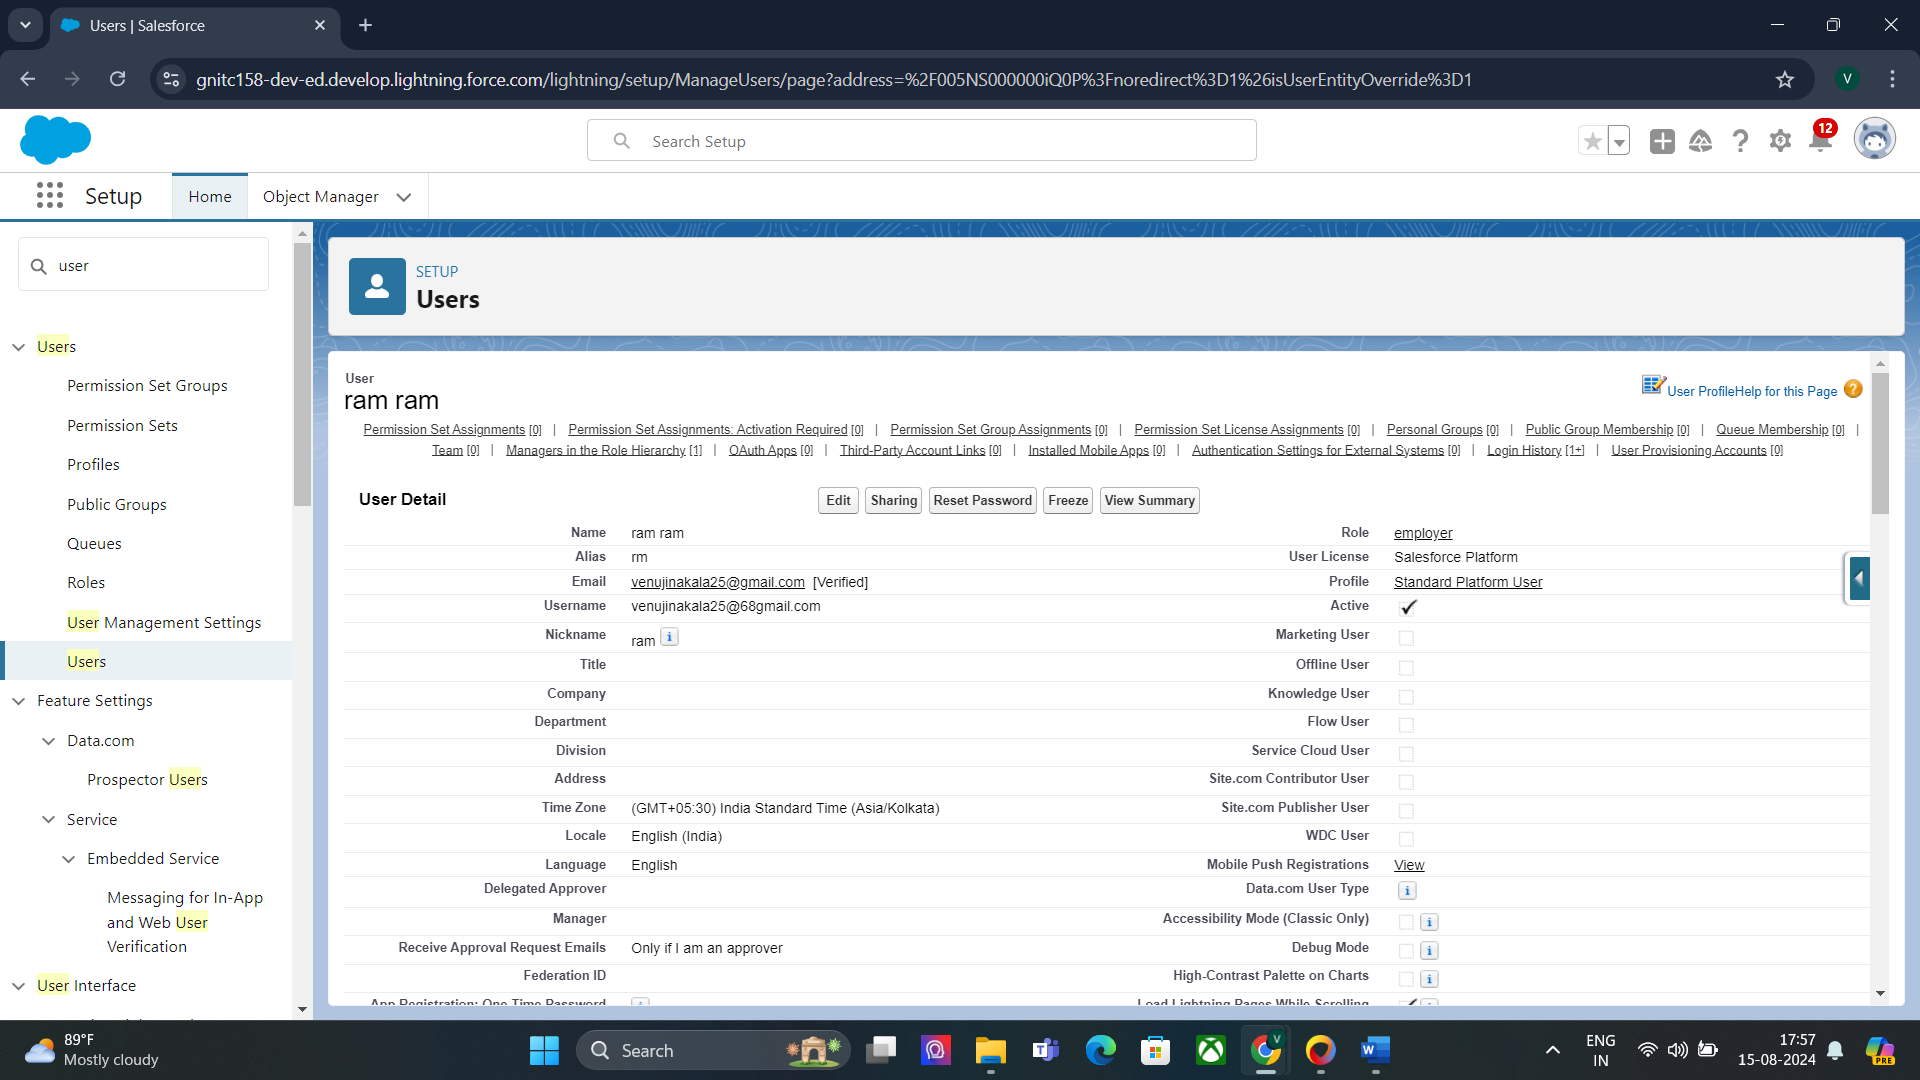 Users | Salesforce
gnitc158-dev-ed.develop.lightning.force.com/lightning/setup/ManageUsers/page?address=%2F005NS000000iQ0P%3Fnoredirect%3D1%26isUserEntityOverride%3D1
V
Search Setup
12
Setup
Home
Object Manager
user
Users
Permission Set Groups
Permission Sets
Profiles
Public Groups
Queues
Roles
User Management Settings
Users
Feature Settings
Data.com
Prospector Users
Service
Embedded Service
Messaging for In-App
and Web User
Verification
User Interface
SETUP
Users
User
ram ram
User ProfileHelp for this Page
Permission Set Assignments [0] | Permission Set Assignments: Activation Required [0] | Permission Set Group Assignments [0] | Permission Set License Assignments [0] | Personal Groups [0] | Public Group Membership [0] | Queue Membership [0] |
Team [0] | Managers in the Role Hierarchy [1] | OAuth Apps [0] | Third-Party Account Links [0] | Installed Mobile Apps [0] | Authentication Settings for External Systems [0] | Login History [1+] | User Provisioning Accounts [0]
User Detail
Edit Sharing Reset Password Freeze View Summary
Name ram ram Role employer
Alias rm User License Salesforce Platform
Email venujinakala25@gmail.com [Verified] Profile Standard Platform User
Username venujinakala25@68gmail.com Active
Nickname ram Marketing User
Title Offline User
Company Knowledge User
Department Flow User
Division Service Cloud User
Address Site.com Contributor User
Time Zone (GMT+05:30) India Standard Time (Asia/Kolkata) Site.com Publisher User
Locale English (India) WDC User
Language English Mobile Push Registrations View
Delegated Approver Data.com User Type
Manager Accessibility Mode (Classic Only)
Receive Approval Request Emails Only if I am an approver Debug Mode
Federation ID High-Contrast Palette on Charts
App Registration: One-Time Password Load Lightning Pages While Scrolling
89°F
Mostly cloudy
Search
ENG
IN
17:57
15-08-2024
PRE